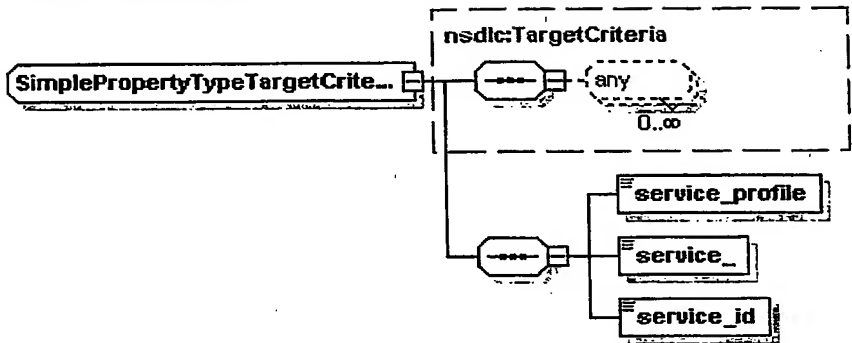 nsdlc:TargetCriteria
SimplePropertyTypeTargetCrite...
any
0..∞
service_profile
service_
service_id